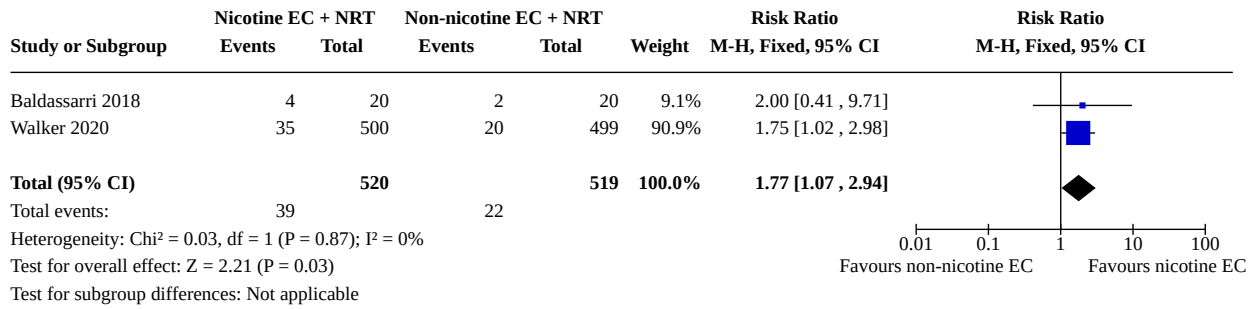 Nicotine EC + NRT Non-nicotine EC + NRT Risk Ratio Risk Ratio
Study or Subgroup Events Total Events Total Weight M-H, Fixed, 95% CI M-H, Fixed, 95% CI
Baldassarri 2018 4 20 2 20 9.1% 2.00 [0.41 , 9.71]
Walker 2020 35 500 20 499 90.9% 1.75 [1.02 , 2.98]
Total (95% CI) 520 519 100.0% 1.77 [1.07 , 2.94]
Total events: 39 22
Heterogeneity: Chi² = 0.03, df = 1 (P = 0.87); I² = 0%
0.01 0.1 1 10 100
Test for overall effect: Z = 2.21 (P = 0.03) Favours non-nicotine EC Favours nicotine EC
Test for subgroup differences: Not applicable